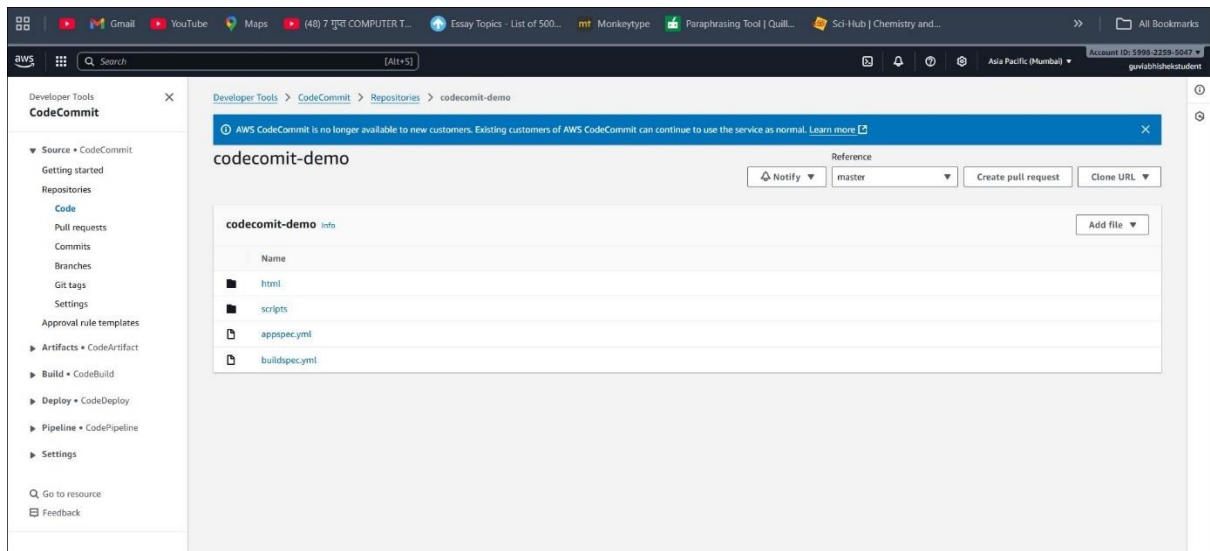 Gmail YouTube Maps (48) 7 गुप्त COMPUTER T... Essay Topics - List of 500... mt Monkeytype Paraphrasing Tool | Quill... Sci-Hub | Chemistry and... » All Bookmarks
aws Search [Alt+S] Asia Pacific (Mumbai) ▼ Account ID: 5998-2259-5047 ▼
guviabhishekstudent
Developer Tools
CodeCommit
Source • CodeCommit
Getting started
Repositories
Code
Pull requests
Commits
Branches
Git tags
Settings
Approval rule templates
Artifacts • CodeArtifact
Build • CodeBuild
Deploy • CodeDeploy
Pipeline • CodePipeline
Settings
Go to resource
Feedback
Developer Tools > CodeCommit > Repositories > codecomit-demo
AWS CodeCommit is no longer available to new customers. Existing customers of AWS CodeCommit can continue to use the service as normal. Learn more
codecomit-demo
Reference
Notify ▼ master ▼ Create pull request Clone URL ▼
codecomit-demo Info Add file ▼
Name
html
scripts
appspec.yml
buildspec.yml